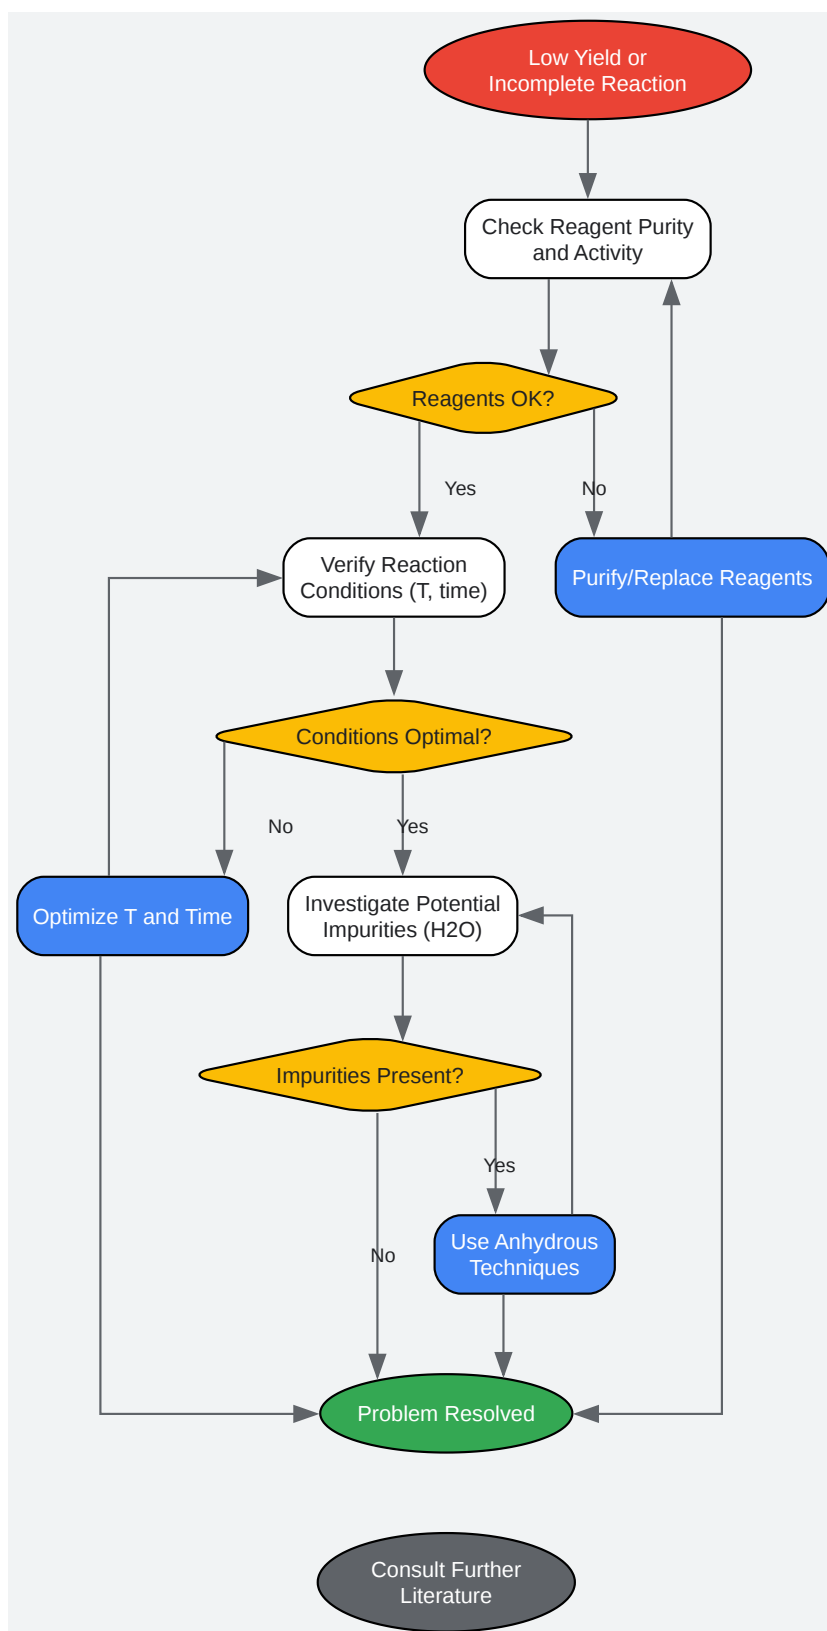 Low Yield or
Incomplete Reaction
Check Reagent Purity
and Activity
Reagents OK?
Yes
No
Verify Reaction
Conditions (T, time)
Purify/Replace Reagents
Conditions Optimal?
No
Yes
Optimize T and Time
Investigate Potential
Impurities (H2O)
Impurities Present?
Yes
Use Anhydrous
Techniques
No
Problem Resolved
Consult Further
Literature